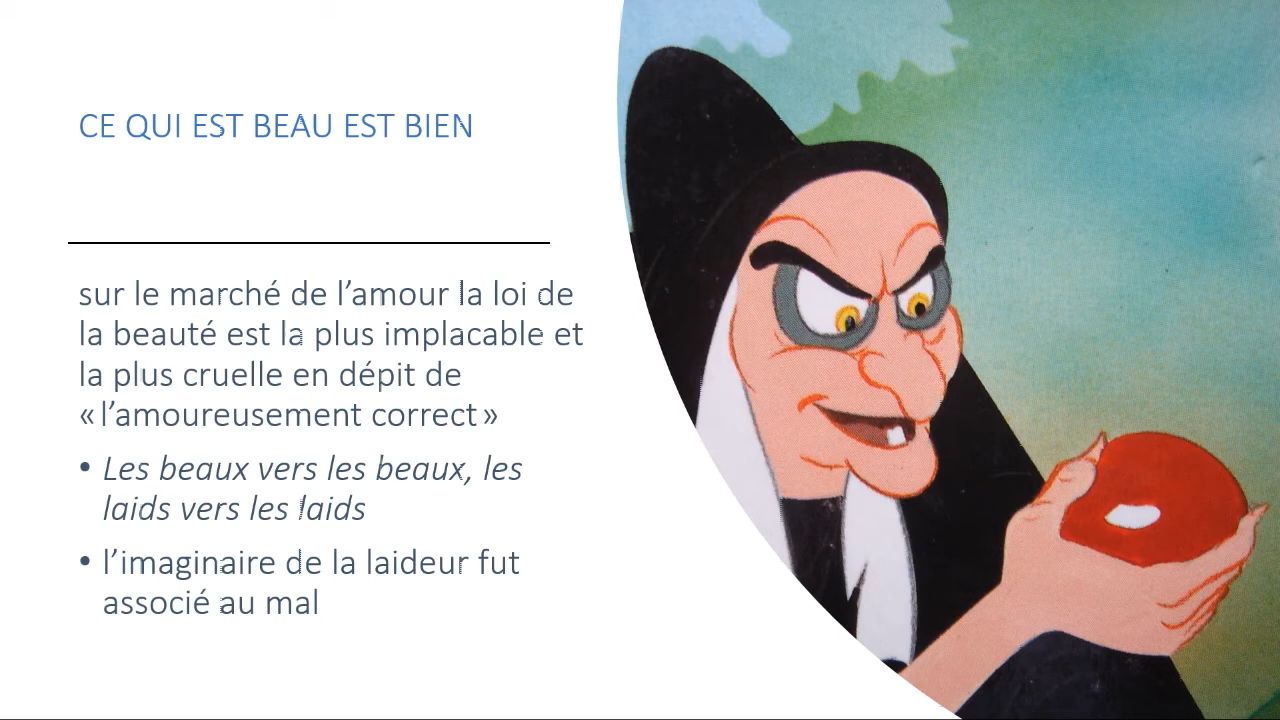 CE QUI EST BEAU EST BIEN
sur le marché de l’amour la loi de
la beauté est la plus implacable et
la plus cruelle en dépit de
« l’amoureusement correct »
• Les beaux vers les beaux, les
laids vers les laids
• l’imaginaire de la laideur fut
associé au mal